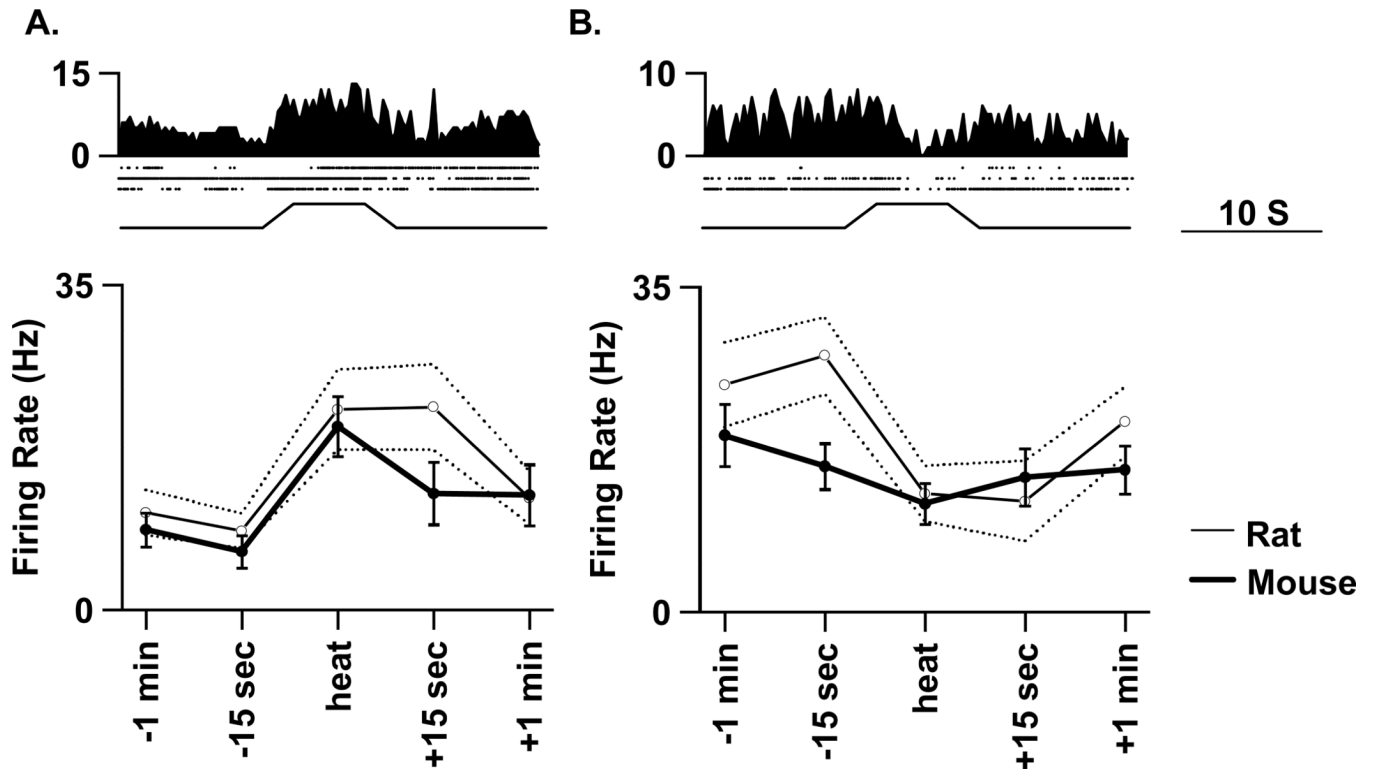 A.
B.
15
0
10
0
10 S
35
0
Firing Rate (Hz)
-1 min
-15 sec
heat
+15 sec
+1 min
35
0
Firing Rate (Hz)
-1 min
-15 sec
heat
+15 sec
+1 min
Rat
Mouse